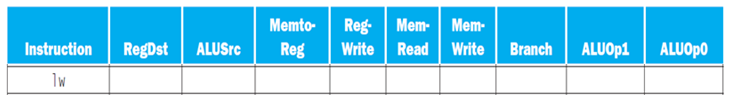 Instruction RegDst ALUSrc Memto-Reg Reg-Write Mem-Read Mem-Write Branch ALUOp1 ALUOp0
lw